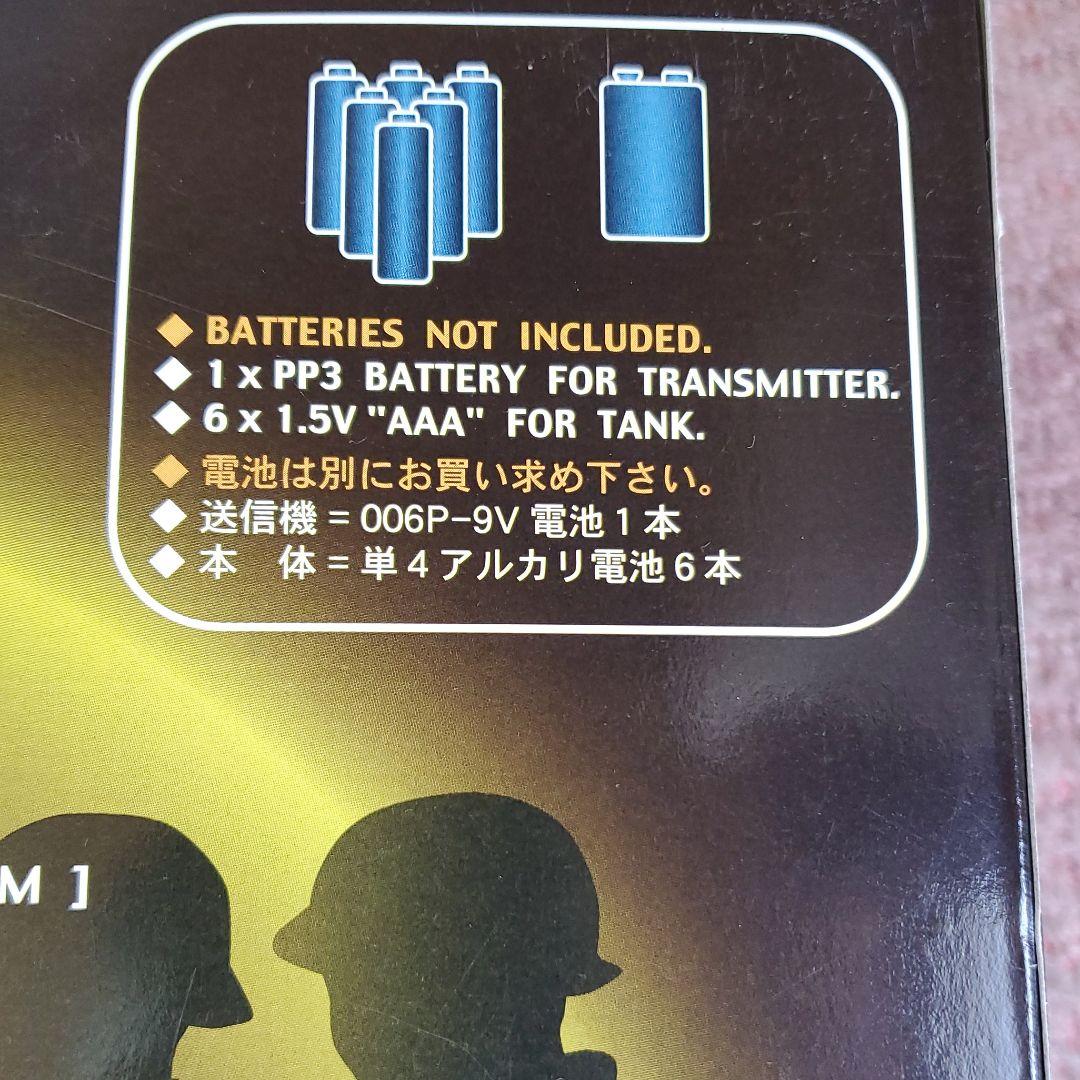 ◆ BATTERIES NOT INCLUDED.
◆ 1 x PP3 BATTERY FOR TRANSMITTER.
◆ 6 x 1.5V "AAA" FOR TANK.
◆ 電池は別にお買い求め下さい。
◆ 送信機 = 006P-9V 電池 1 本
◆ 本　体 = 単 4 アルカリ電池 6 本
M ]